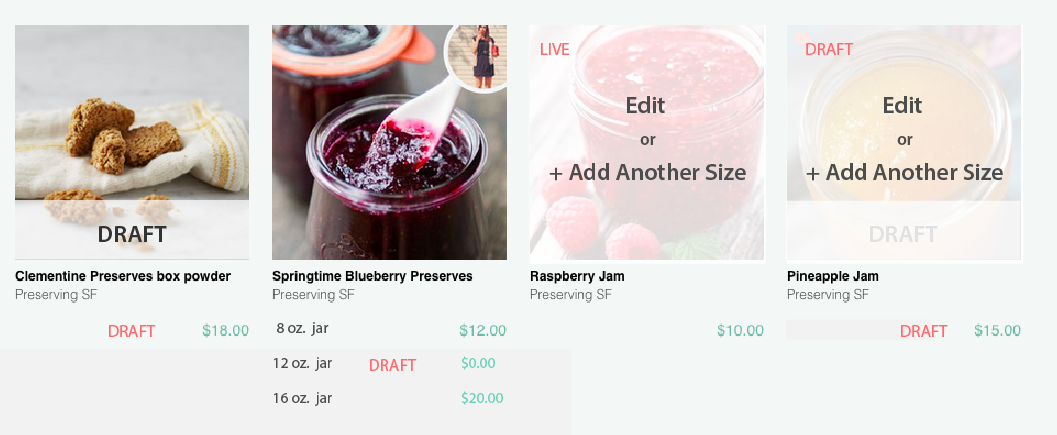 DRAFT
Clementine Preserves box powder
Preserving SF
DRAFT $18.00
Springtime Blueberry Preserves
Preserving SF
8 oz. jar $12.00
12 oz. jar DRAFT $0.00
16 oz. jar $20.00
LIVE
Edit
or
+ Add Another Size
Raspberry Jam
Preserving SF
$10.00
DRAFT
Edit
or
+ Add Another Size
DRAFT
Pineapple Jam
Preserving SF
DRAFT $15.00